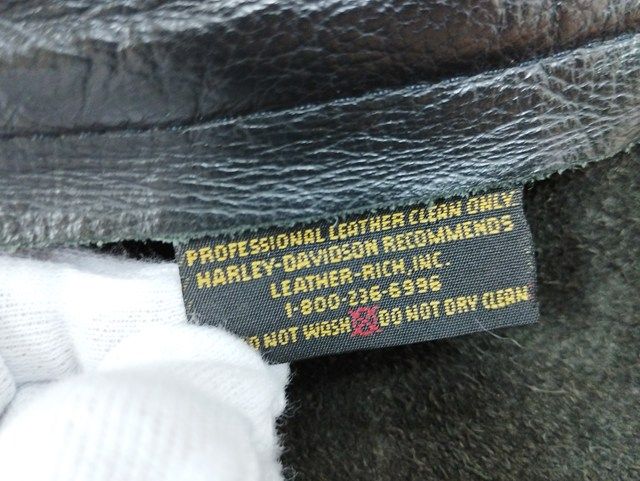 PROFESSIONAL LEATHER CLEAN ONLY
HARLEY-DAVIDSON RECOMMENDS
LEATHER-RICH, INC.
1-800-236-6996
DO NOT WASH DO NOT DRY CLEAN